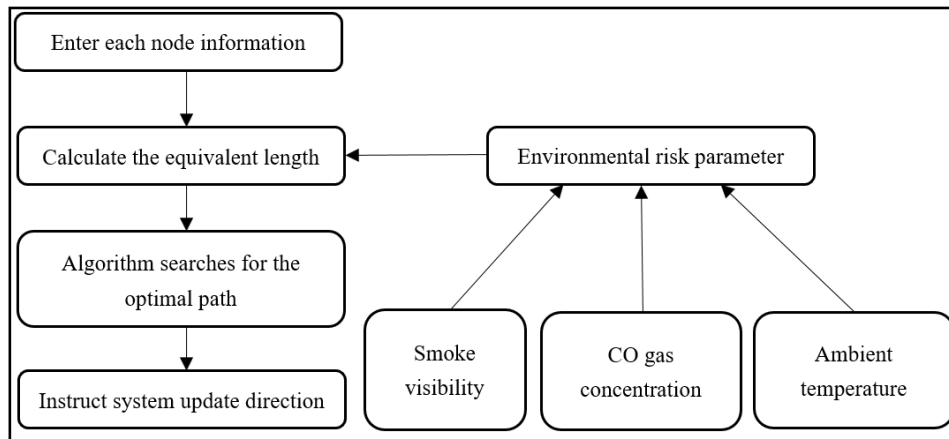 Enter each node information
Calculate the equivalent length
Environmental risk parameter
Algorithm searches for the
optimal path
Smoke
visibility
CO gas
concentration
Ambient
temperature
Instruct system update direction